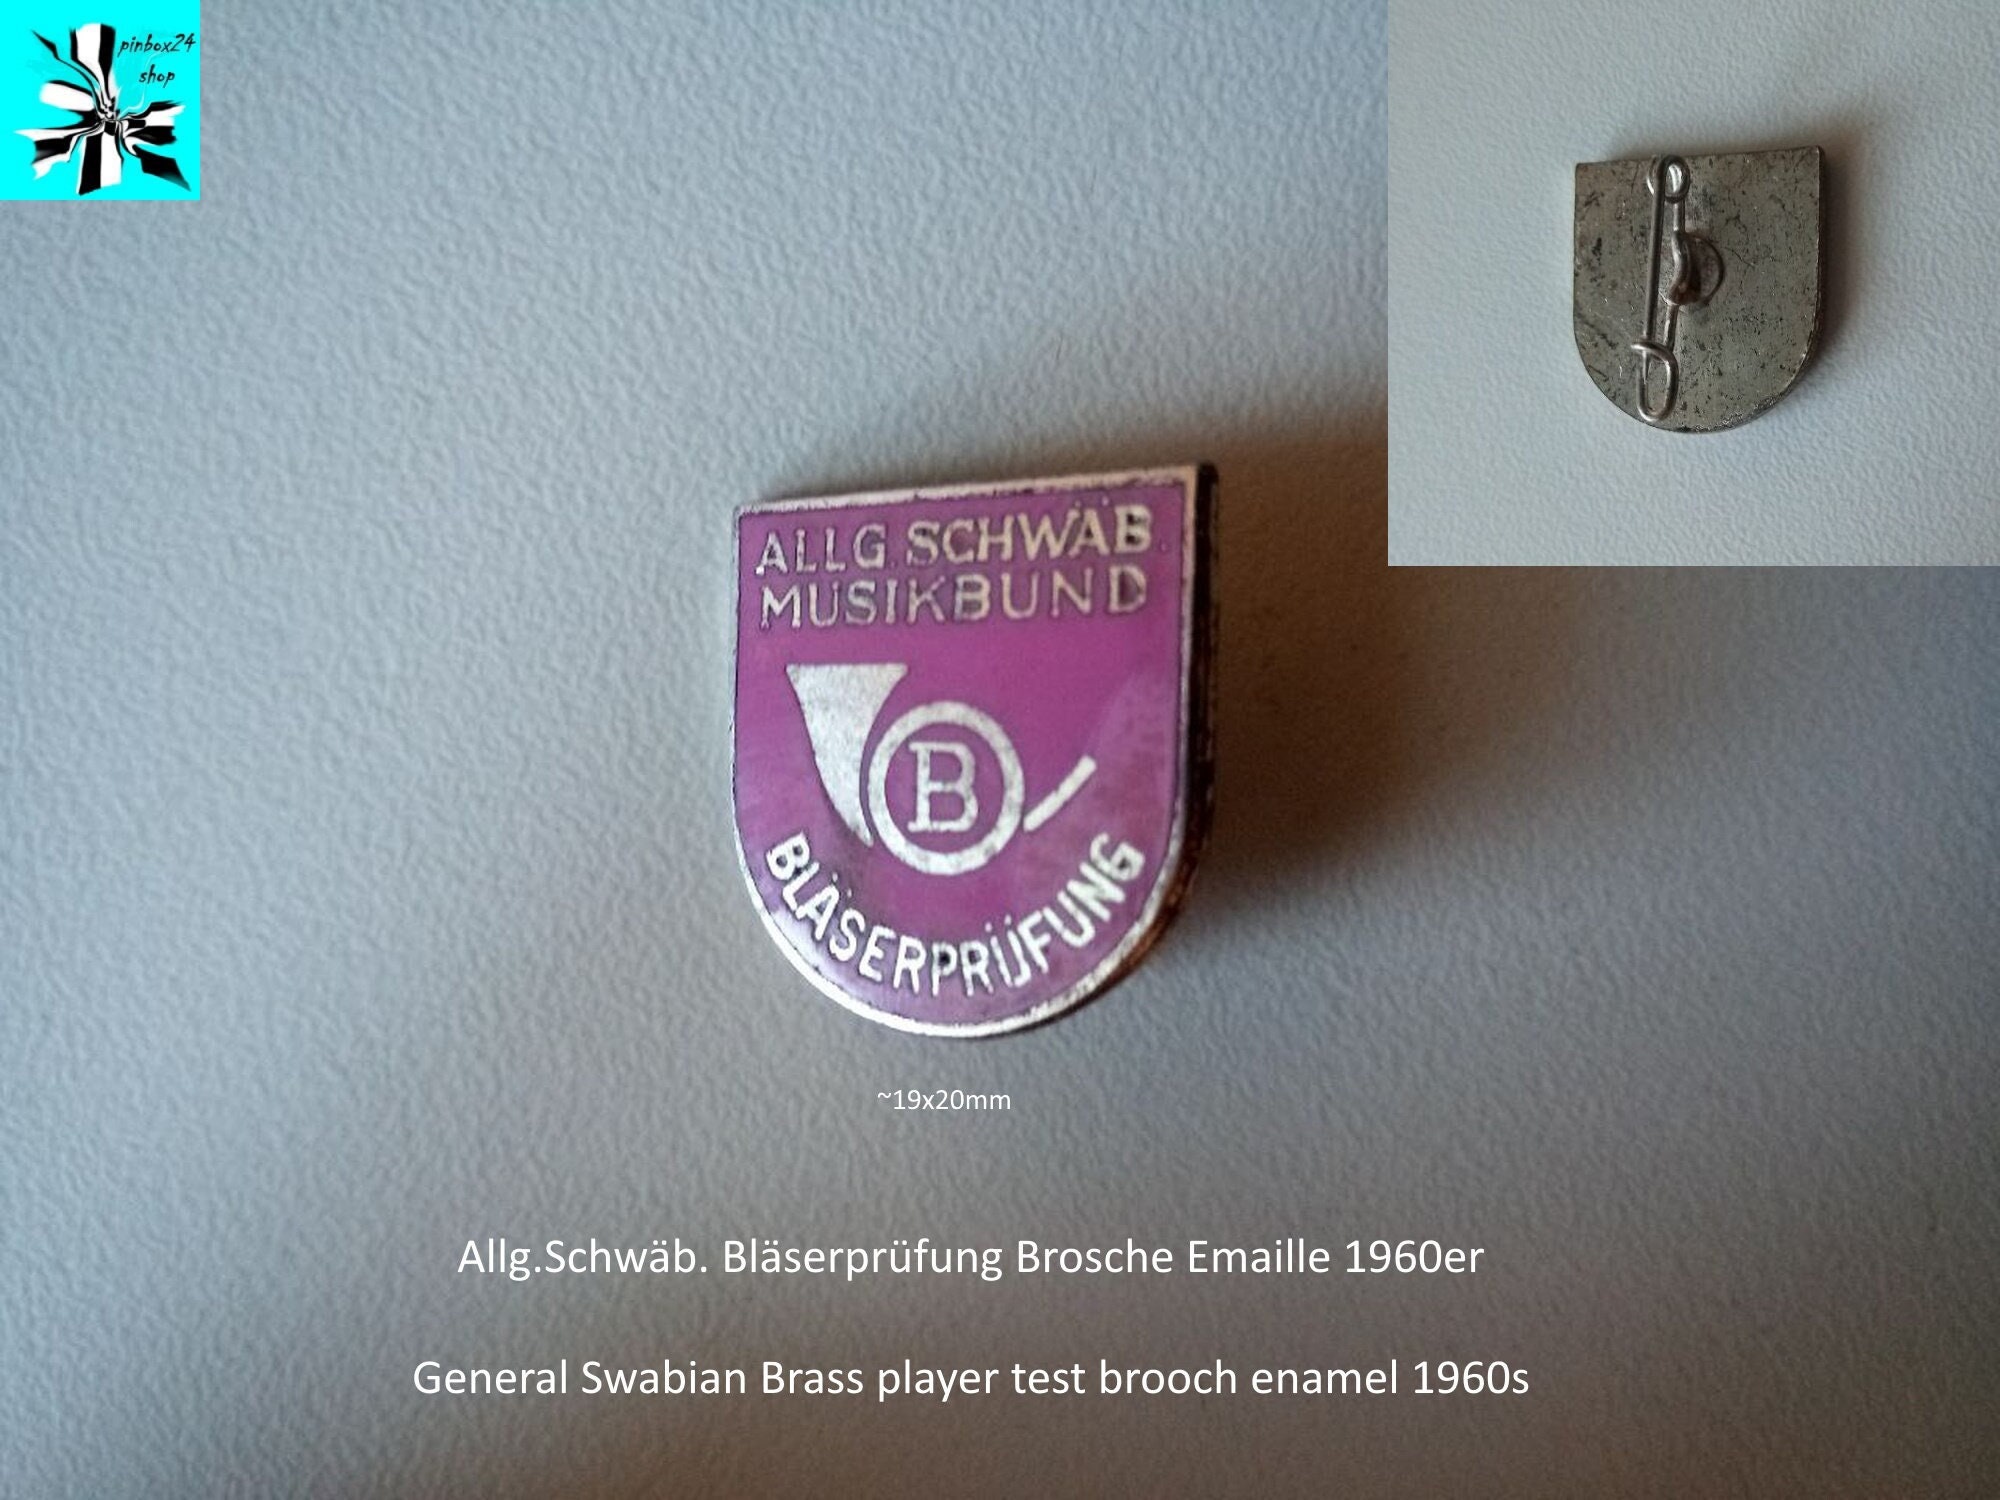 pinbox24
shop
ALLG. SCHWÄB.
MUSIKBUND
B
BLÄSERPRÜFUNG
~19x20mm
Allg.Schwäb. Bläserprüfung Brosche Emaille 1960er
General Swabian Brass player test brooch enamel 1960s